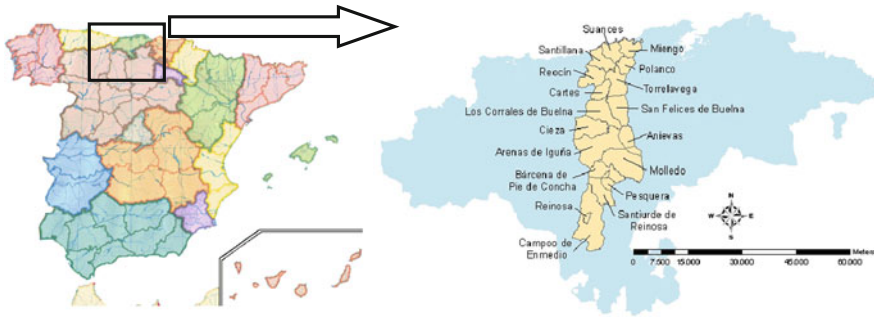 Suances
Santillana
Miengo
Reocín
Polanco
Cartes
Torrelavega
Los Corrales de Buelna
San Felices de Buelna
Cieza
Anievas
Arenas de Iguña
Molledo
Bárcena de
Pie de Concha
Pesquera
Reinosa
Santiurde de
Reinosa
Campoo de
Enmedio
N
W
E
S
Meters
0 7.500 15.000 30.000 45.000 60.000